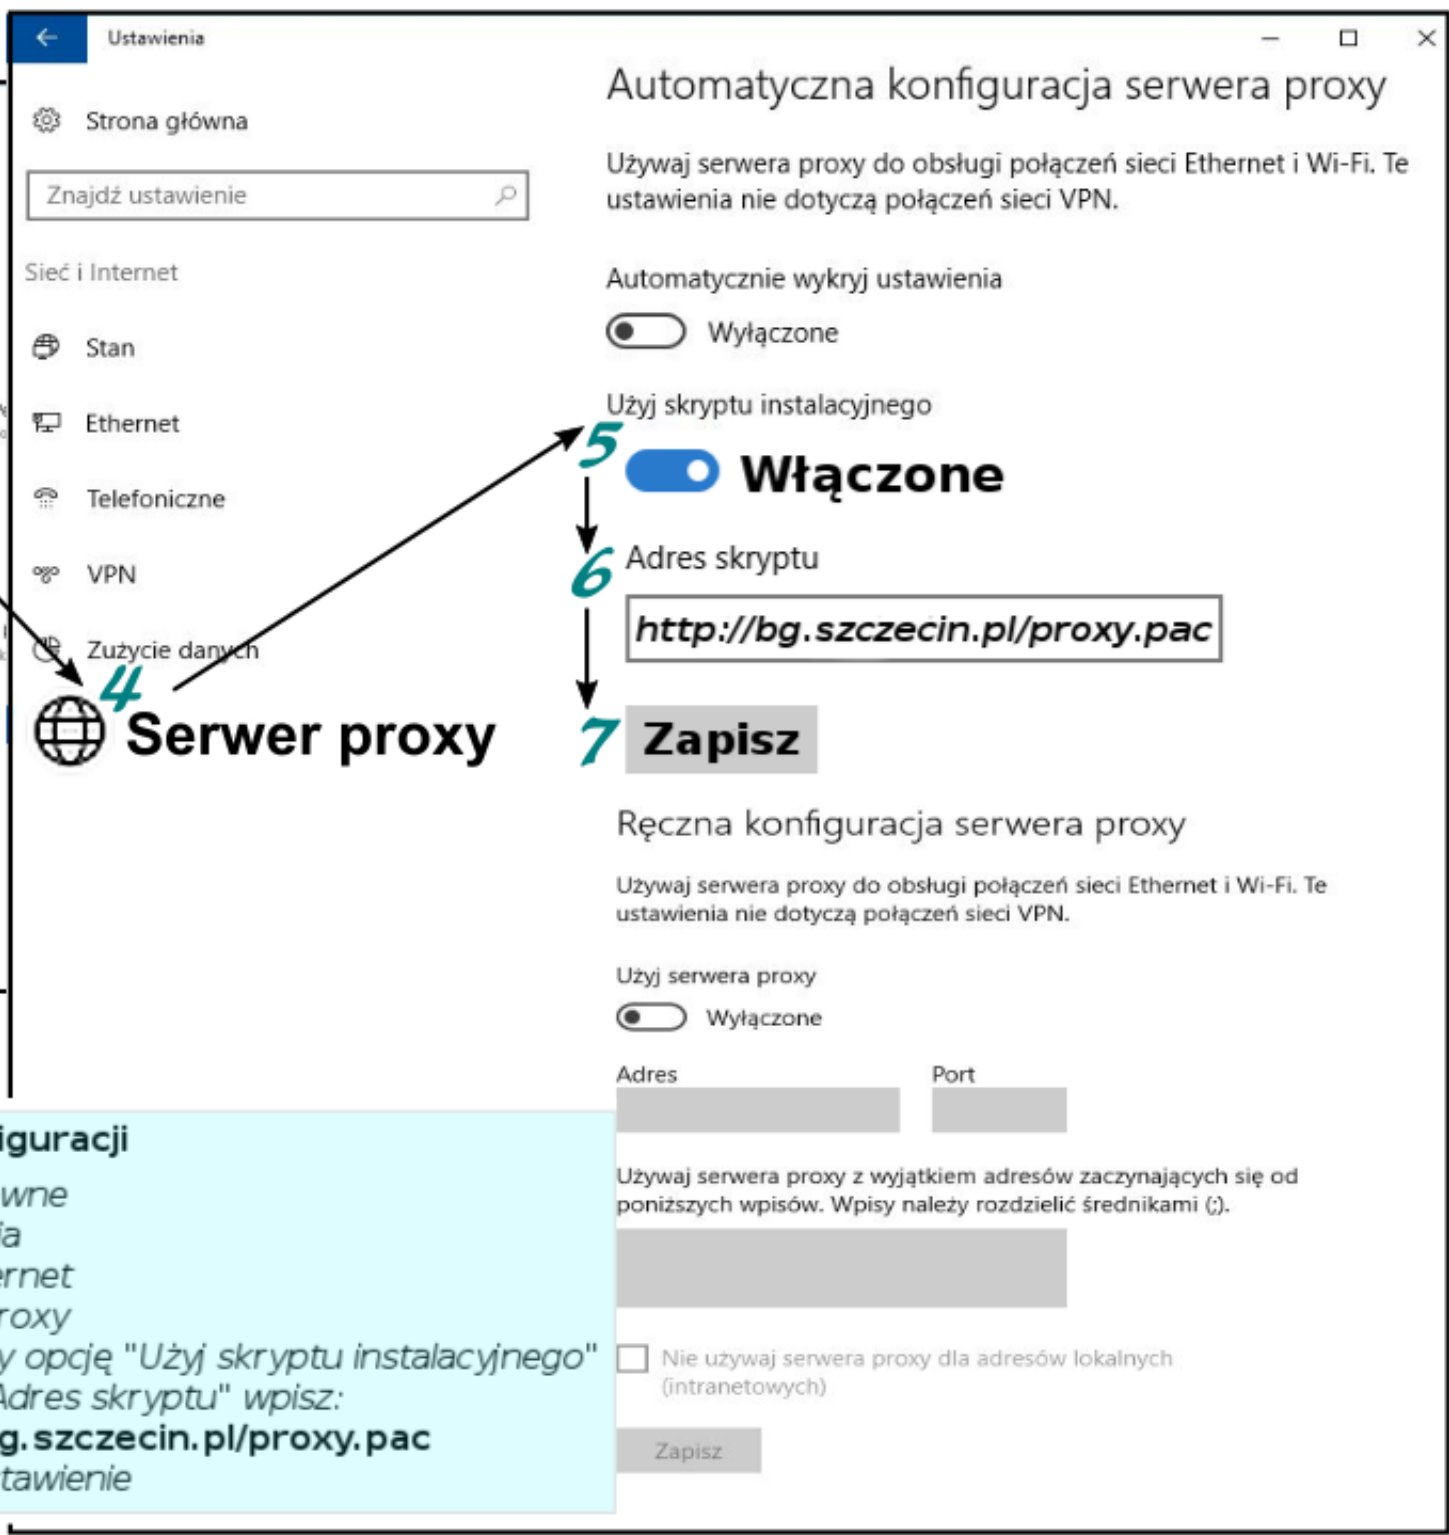 Ustawienia
Strona główna
Znajdź ustawienie
Sieć i Internet
Stan
Ethernet
Telefoniczne
VPN
Zużycie danych
4
Serwer proxy
Automatyczna konfiguracja serwera proxy
Używaj serwera proxy do obsługi połączeń sieci Ethernet i Wi-Fi. Te
ustawienia nie dotyczą połączeń sieci VPN.
Automatycznie wykryj ustawienia
Wyłączone
Użyj skryptu instalacyjnego
5
Włączone
6
Adres skryptu
http://bg.szczecin.pl/proxy.pac
7
Zapisz
Ręczna konfiguracja serwera proxy
Używaj serwera proxy do obsługi połączeń sieci Ethernet i Wi-Fi. Te
ustawienia nie dotyczą połączeń sieci VPN.
Użyj serwera proxy
Wyłączone
Adres Port
Używaj serwera proxy z wyjątkiem adresów zaczynających się od
poniższych wpisów. Wpisy należy rozdzielić średnikami (;).
Nie używaj serwera proxy dla adresów lokalnych
(intranetowych)
Zapisz
iguracji
wne
ia
ernet
roxy
y opcję "Użyj skryptu instalacyjnego"
Adres skryptu" wpisz:
g.szczecin.pl/proxy.pac
tawienie